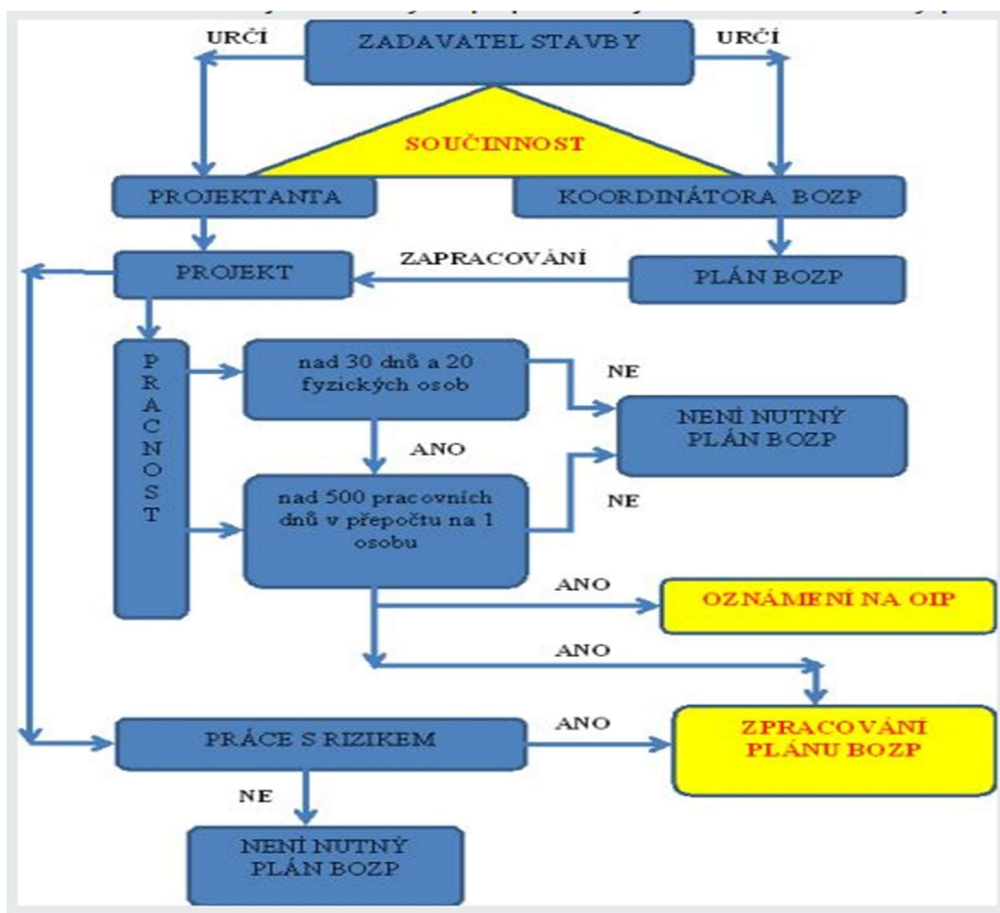 URČÍ
ZADAVATEL STAVBY
URČÍ
SOUČINNOST
PROJEKTANTA
KOORDINÁTORA BOZP
PROJEKT
ZAPRACOVÁNÍ
PLÁN BOZP
PRACNOST
nad 30 dnů a 20
fyzických osob
NE
NENÍ NUTNÝ
PLÁN BOZP
ANO
nad 500 pracovních
dnů v přepočtu na 1
osobu
NE
ANO
OZNÁMENÍ NA OIP
ANO
PRÁCE S RIZIKEM
ANO
ZPRACOVÁNÍ
PLÁNU BOZP
NE
NENÍ NUTNÝ
PLÁN BOZP